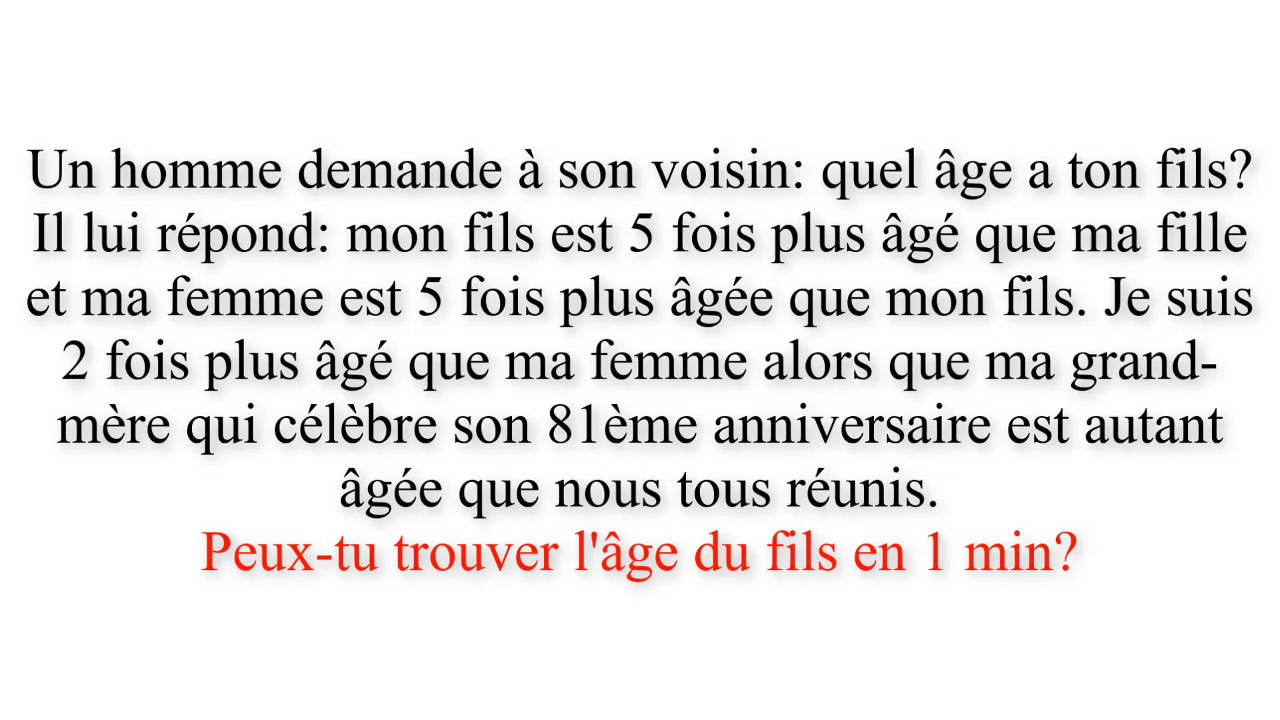 Un homme demande à son voisin: quel âge a ton fils?
Il lui répond: mon fils est 5 fois plus âgé que ma fille
et ma femme est 5 fois plus âgée que mon fils. Je suis
2 fois plus âgé que ma femme alors que ma grand-
mère qui célèbre son 81ème anniversaire est autant
âgée que nous tous réunis.
Peux-tu trouver l'âge du fils en 1 min?